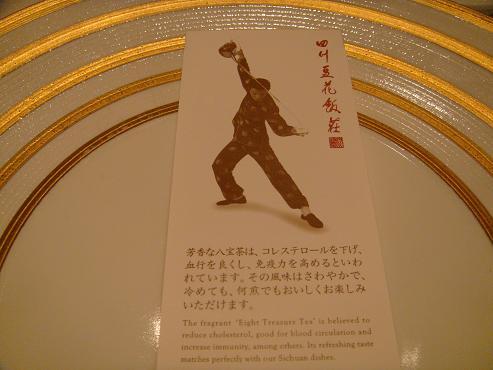 四川豆花飯莊
芳香な八宝茶は、コレステロールを下げ、
血行を良くし、免疫力を高めるといわ
れています。その風味はさわやかで、
冷めても、何煎でもおいしくお楽しみ
いただけます。
The fragrant 'Eight Treasure Tea' is believed to
reduce cholesterol, good for blood circulation and
increase immunity, among others. Its refreshing taste
matches perfectly with our Sichuan dishes.